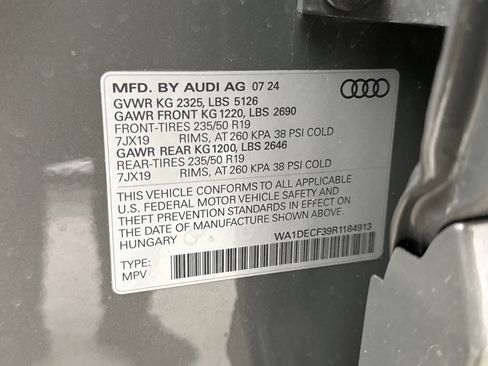 MFD. BY AUDI AG 07 24
GVWR KG 2325, LBS 5126
GAWR FRONT KG 1220, LBS 2690
FRONT-TIRES 235/50 R19
7JX19 RIMS, AT 260 KPA 38 PSI COLD
GAWR REAR KG 1200, LBS 2646
REAR-TIRES 235/50 R19
7JX19 RIMS, AT 260 KPA 38 PSI COLD
THIS VEHICLE CONFORMS TO ALL APPLICABLE
U.S. FEDERAL MOTOR VEHICLE SAFETY AND
THEFT PREVENTION STANDARDS IN EFFECT ON
THE DATE OF MANUFACTURE SHOWN ABOVE.
HUNGARY WA1DECF39R1184913
TYPE:
MPV